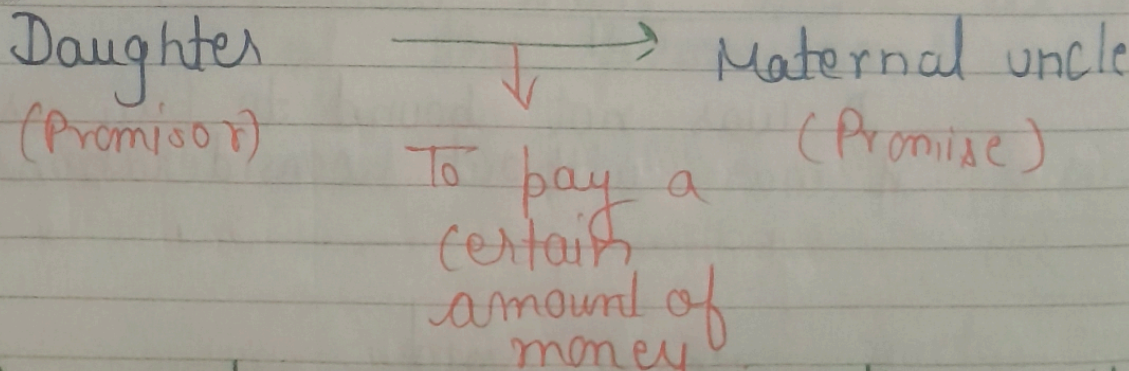 Daughter Maternal uncle
(Promisor) (Promise)
To pay a
certain
amount of
money